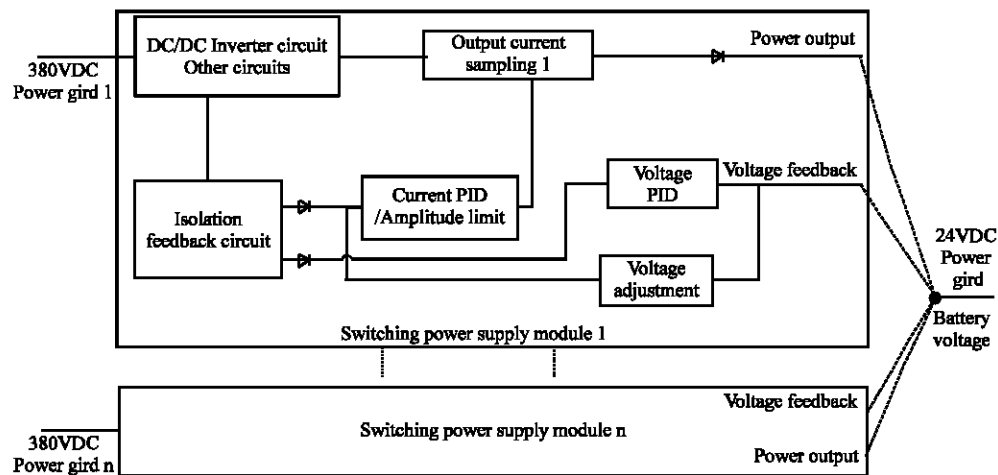 DC/DC Inverter circuit
Other circuits
Output current
sampling 1
Power output
380VDC
Power gird 1
Isolation
feedback circuit
Current PID
/Amplitude limit
Voltage
PID
Voltage feedback
Voltage
adjustment
24VDC
Power
gird
Battery
voltage
Switching power supply module 1
Voltage feedback
Switching power supply module n
380VDC
Power gird n
Power output